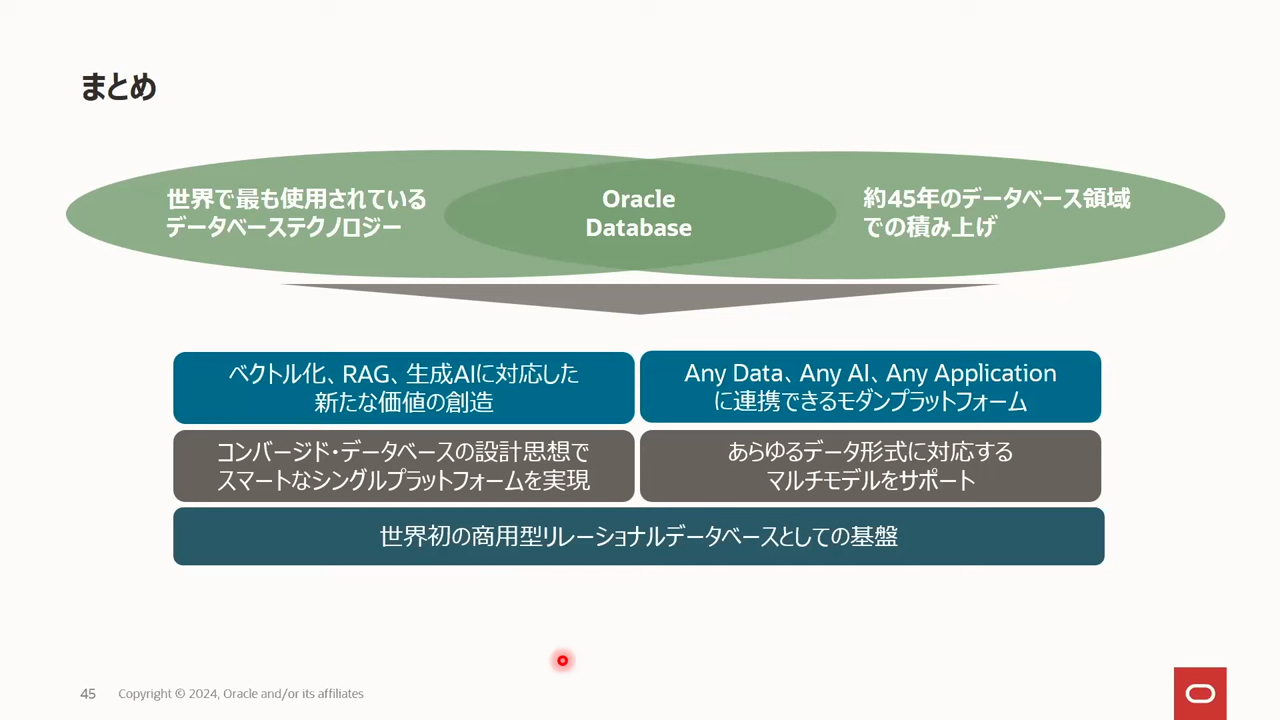 まとめ
世界で最も使用されている
データベーステクノロジー
Oracle
Database
約45年のデータベース領域
での積み上げ
ベクトル化、RAG、生成AIに対応した
新たな価値の創造
Any Data、Any AI、Any Application
に連携できるモダンプラットフォーム
コンバージド・データベースの設計思想で
スマートなシングルプラットフォームを実現
あらゆるデータ形式に対応する
マルチモデルをサポート
世界初の商用型リレーショナルデータベースとしての基盤
45 Copyright © 2024, Oracle and/or its affiliates